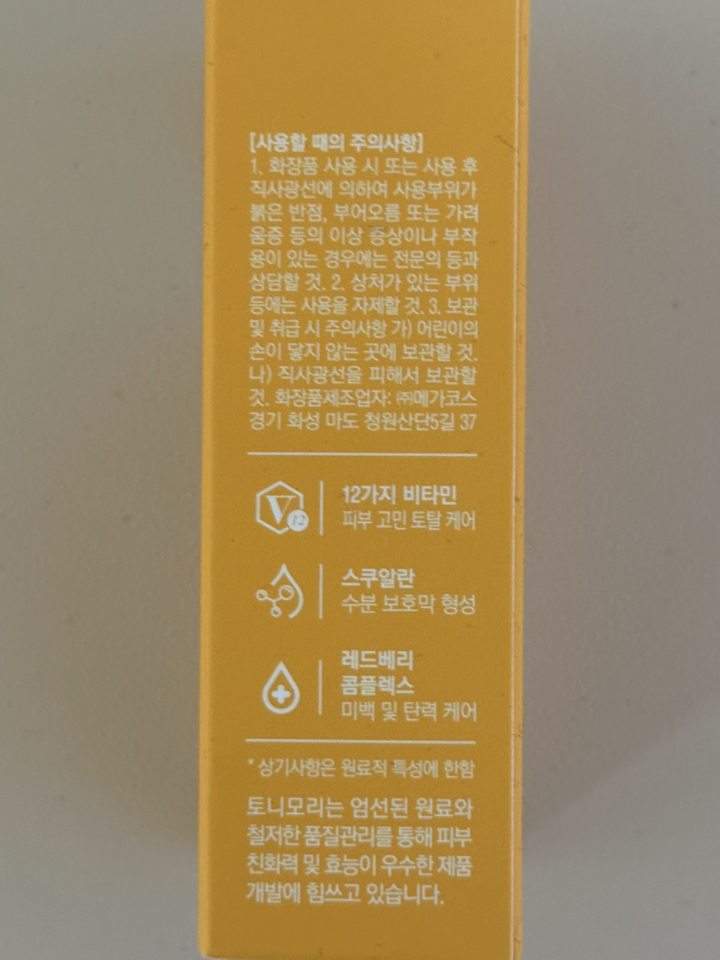 [사용할 때의 주의사항]
1. 화장품 사용 시 또는 사용 후
직사광선에 의하여 사용부위가
붉은 반점, 부어오름 또는 가려
움증 등의 이상 증상이나 부작
용이 있는 경우에는 전문의 등과
상담할 것. 2. 상처가 있는 부위
등에는 사용을 자제할 것. 3. 보관
및 취급 시 주의사항 가) 어린이의
손이 닿지 않는 곳에 보관할 것.
나) 직사광선을 피해서 보관할
것. 화장품제조업자: ㈜메가코스
경기 화성 마도 청원산단5길 37
V 12
12가지 비타민
피부 고민 토탈 케어
스쿠알란
수분 보호막 형성
레드베리
콤플렉스
미백 및 탄력 케어
* 상기사항은 원료적 특성에 한함
토니모리는 엄선된 원료와
철저한 품질관리를 통해 피부
친화력 및 효능이 우수한 제품
개발에 힘쓰고 있습니다.